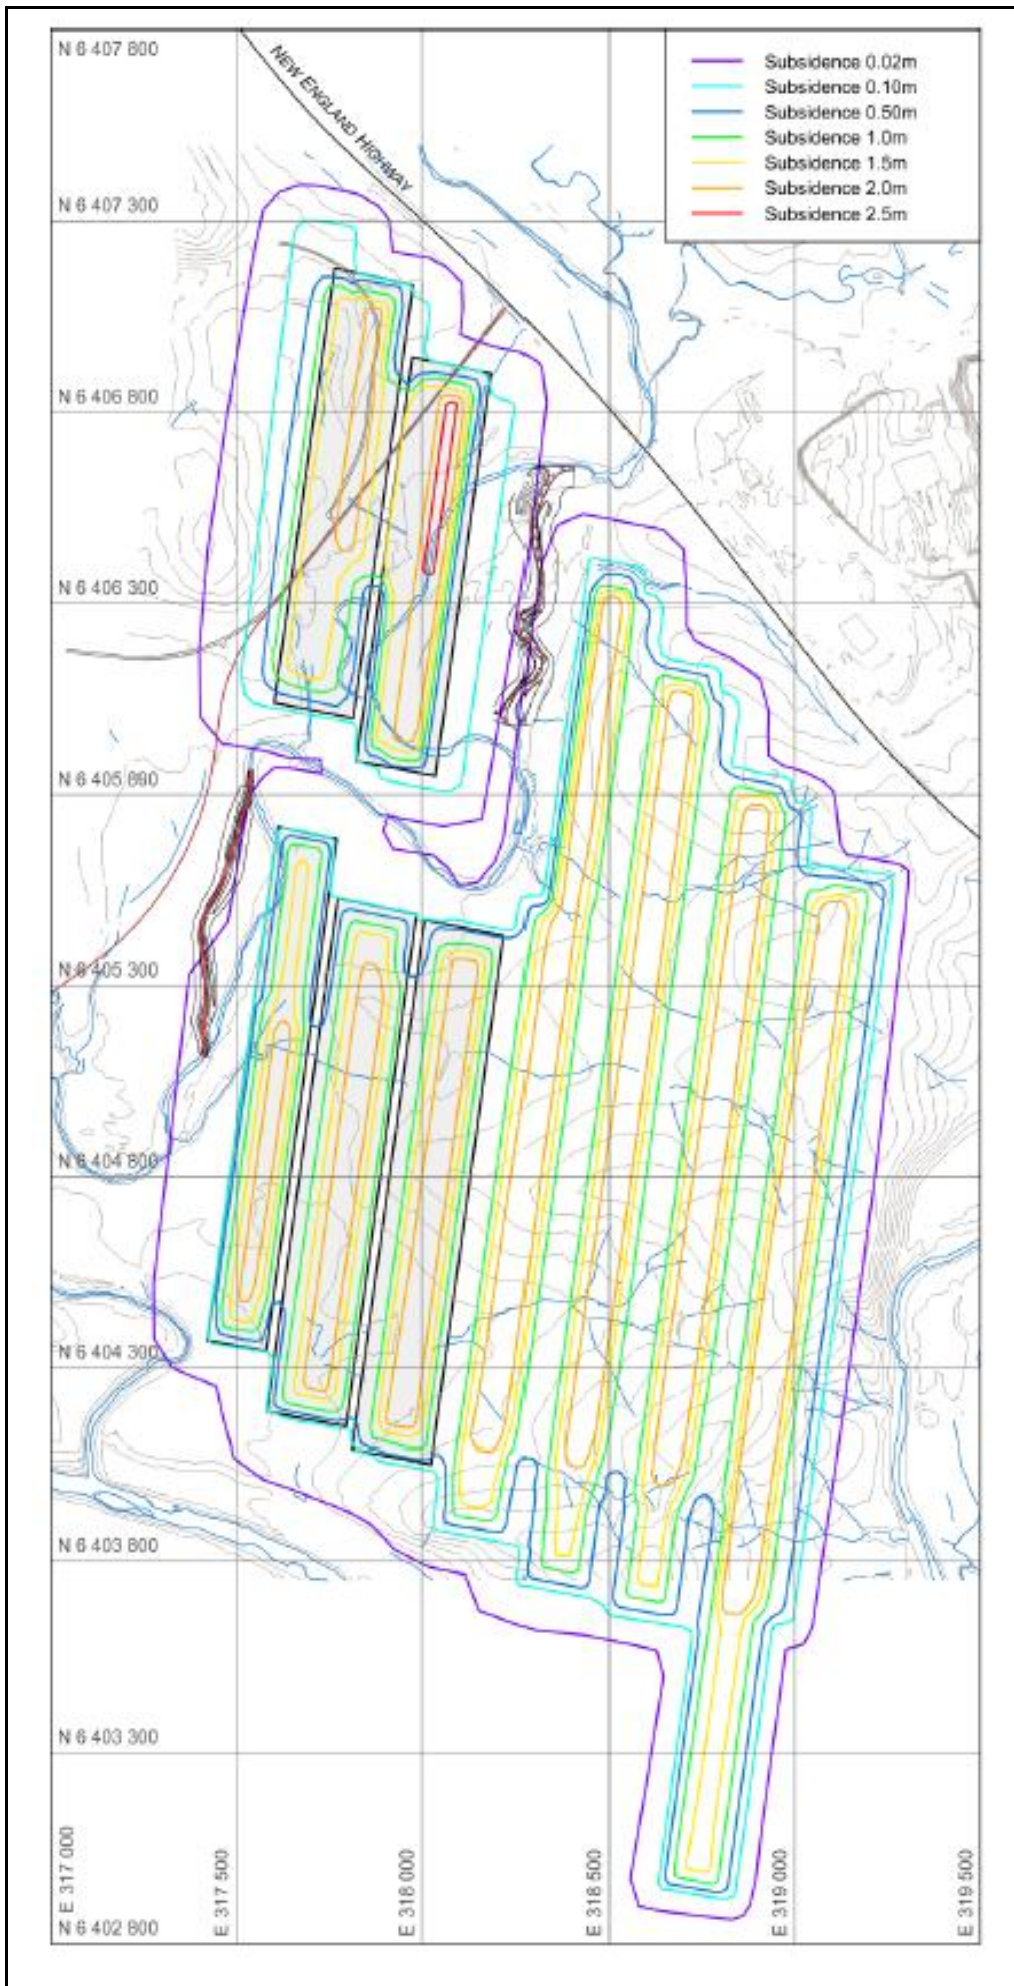 N 6 407 800
NEW ENGLAND HIGHWAY
Subsidence 0.02m
Subsidence 0.10m
Subsidence 0.50m
Subsidence 1.0m
Subsidence 1.5m
Subsidence 2.0m
Subsidence 2.5m
N 6 407 300
N 6 406 800
N 6 406 300
N 6 405 800
N 6 405 300
N 6 404 800
N 6 404 300
N 6 403 800
N 6 403 300
E 317 000
E 317 500
E 318 000
E 318 500
E 319 000
E 319 500
N 6 402 800